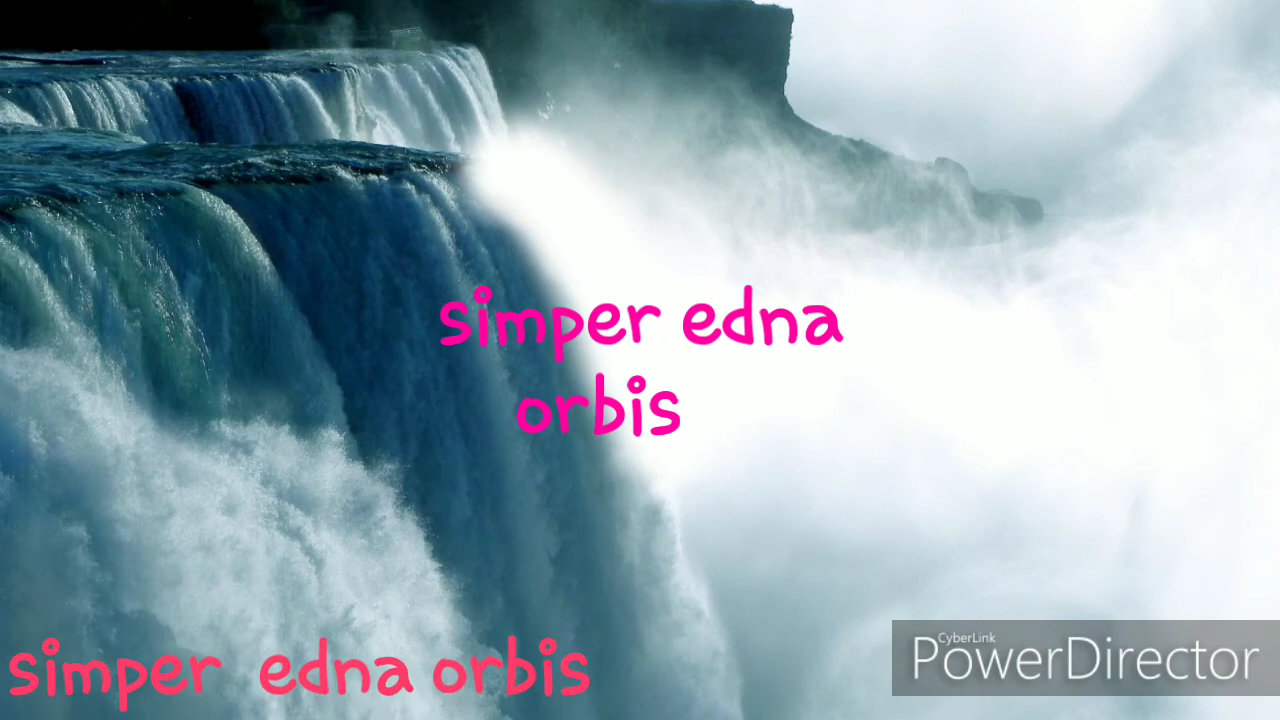 simper edna
orbis
simper edna orbis
CyberLink
PowerDirector